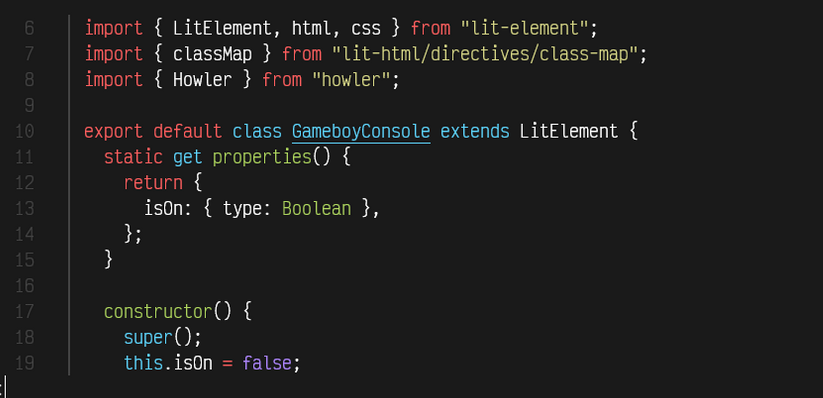 6 import { LitElement, html, css } from "lit-element";
7 import { classMap } from "lit-html/directives/class-map";
8 import { Howler } from "howler";
9
10 export default class GameboyConsole extends LitElement {
11   static get properties() {
12     return {
13       isOn: { type: Boolean },
14     };
15   }
16
17   constructor() {
18     super();
19     this.isOn = false;
: